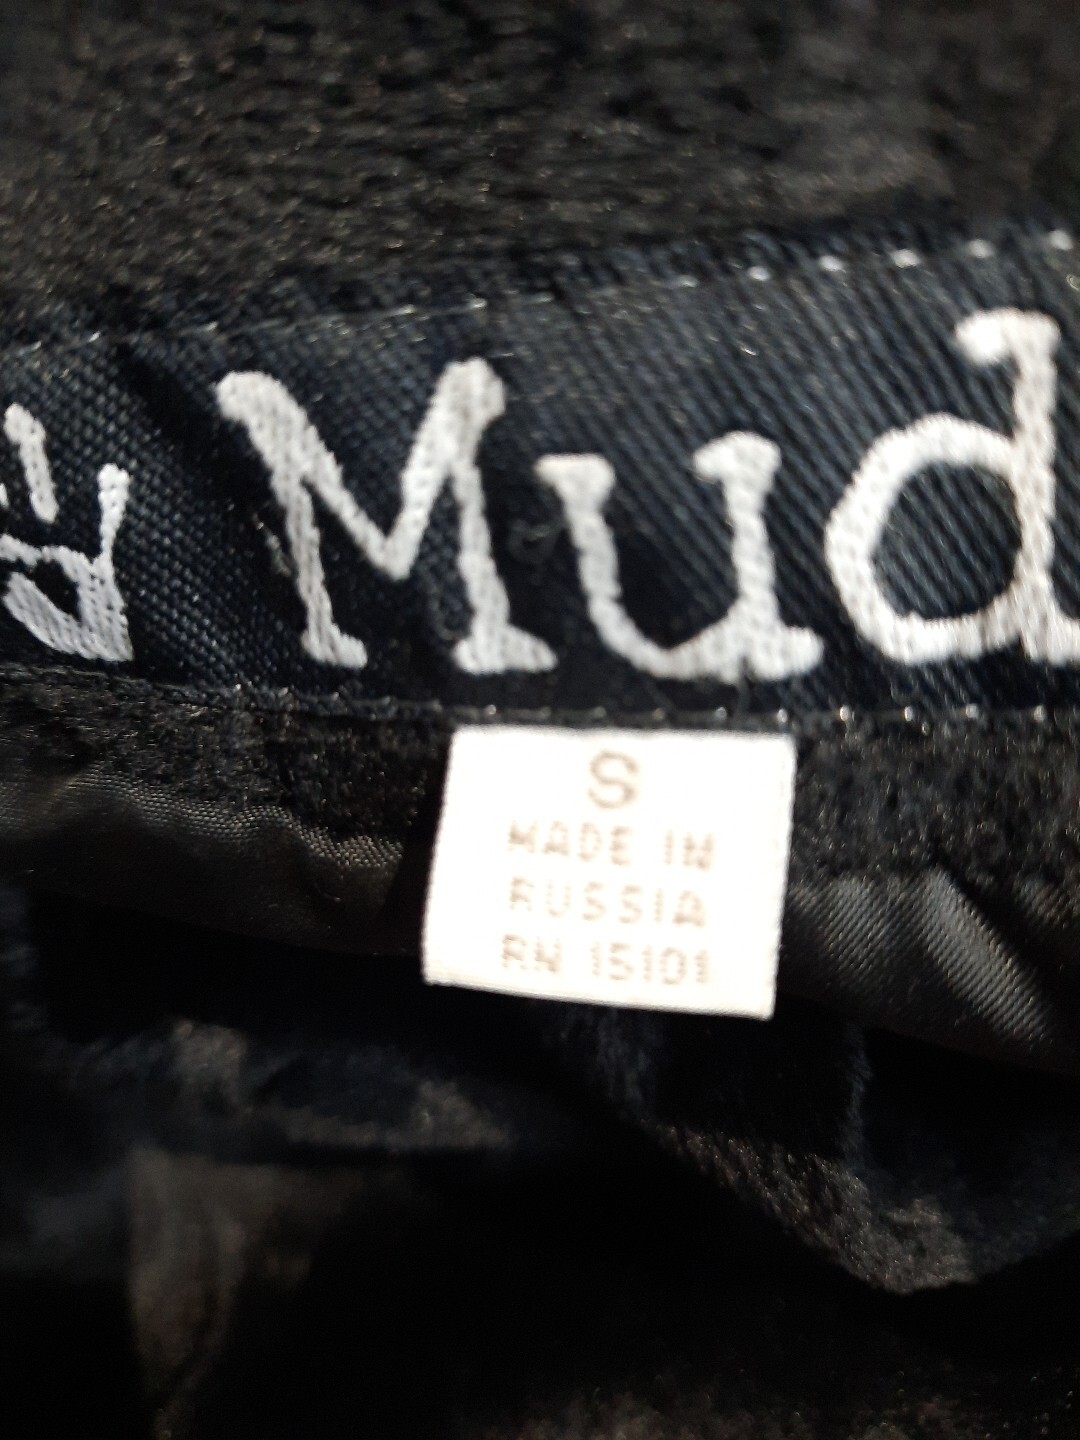 Mud
S
MADE IN
RUSSIA
RN 15101